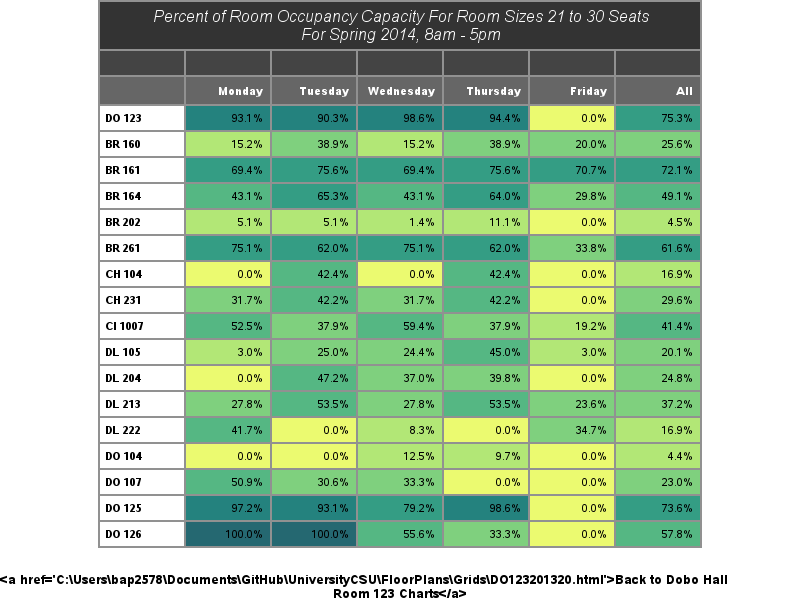 Percent of Room Occupancy Capacity For Room Sizes 21 to 30 Seats
For Spring 2014, 8am - 5pm
Monday Tuesday Wednesday Thursday Friday All
DO 123 93.1% 90.3% 98.6% 94.4% 0.0% 75.3%
BR 160 15.2% 38.9% 15.2% 38.9% 20.0% 25.6%
BR 161 69.4% 75.6% 69.4% 75.6% 70.7% 72.1%
BR 164 43.1% 65.3% 43.1% 64.0% 29.8% 49.1%
BR 202 5.1% 5.1% 1.4% 11.1% 0.0% 4.5%
BR 261 75.1% 62.0% 75.1% 62.0% 33.8% 61.6%
CH 104 0.0% 42.4% 0.0% 42.4% 0.0% 16.9%
CH 231 31.7% 42.2% 31.7% 42.2% 0.0% 29.6%
CI 1007 52.5% 37.9% 59.4% 37.9% 19.2% 41.4%
DL 105 3.0% 25.0% 24.4% 45.0% 3.0% 20.1%
DL 204 0.0% 47.2% 37.0% 39.8% 0.0% 24.8%
DL 213 27.8% 53.5% 27.8% 53.5% 23.6% 37.2%
DL 222 41.7% 0.0% 8.3% 0.0% 34.7% 16.9%
DO 104 0.0% 0.0% 12.5% 9.7% 0.0% 4.4%
DO 107 50.9% 30.6% 33.3% 0.0% 0.0% 23.0%
DO 125 97.2% 93.1% 79.2% 98.6% 0.0% 73.6%
DO 126 100.0% 100.0% 55.6% 33.3% 0.0% 57.8%
<a href='C:\Users\bap2578\Documents\GitHub\UniversityCSU\FloorPlans\Grids\DO123201320.html'>Back to Dobo Hall
Room 123 Charts</a>